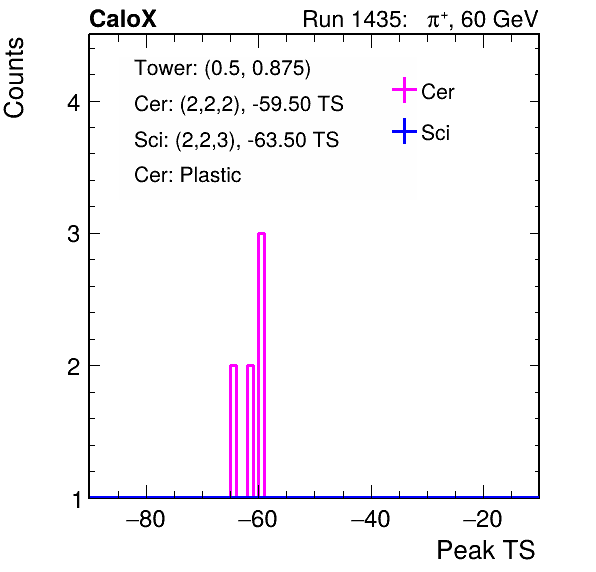 CaloX Run 1435: π⁺, 60 GeV
Counts
Tower: (0.5, 0.875)
Cer: (2,2,2), -59.50 TS
Sci: (2,2,3), -63.50 TS
Cer: Plastic
Cer
Sci
4
3
2
1
−80 −60 −40 −20
Peak TS